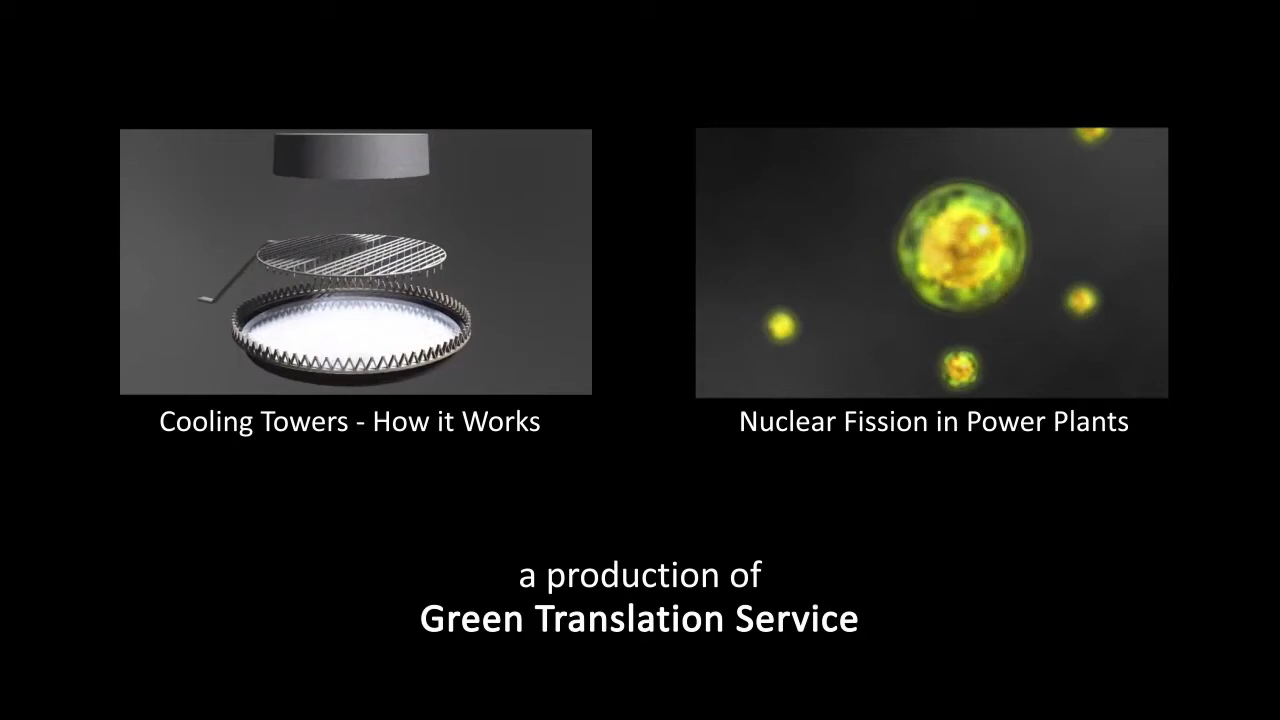 Cooling Towers - How it Works
Nuclear Fission in Power Plants
a production of
Green Translation Service